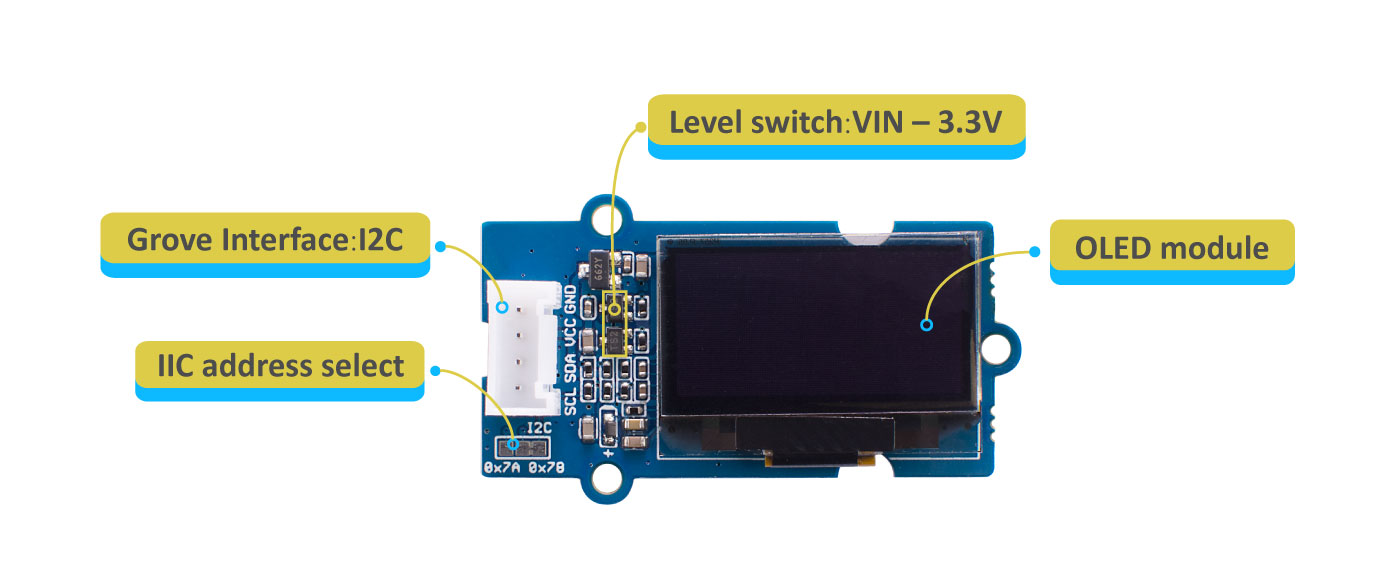 Level switch:VIN – 3.3V
Grove Interface:I2C
OLED module
IIC address select
662Y
GND
VCC
SDA
SCL
I2C
+
0x7A 0x78